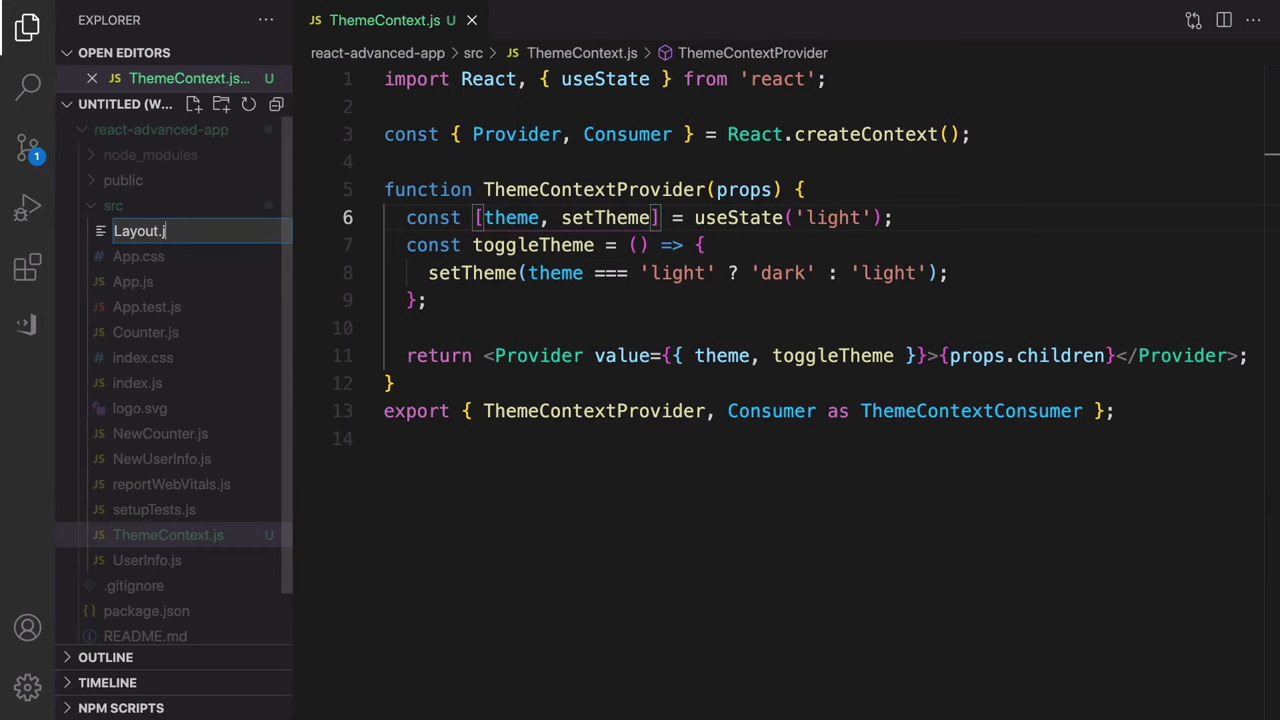 EXPLORER
OPEN EDITORS
ThemeContext.js... U
UNTITLED (W...
react-advanced-app
node_modules
public
src
Layout.j
App.css
App.js
App.test.js
Counter.js
index.css
index.js
logo.svg
NewCounter.js
NewUserInfo.js
reportWebVitals.js
setupTests.js
ThemeContext.js U
UserInfo.js
.gitignore
package.json
README.md
OUTLINE
TIMELINE
NPM SCRIPTS
1
ThemeContext.js U
react-advanced-app > src > JS ThemeContext.js > ThemeContextProvider
1 import React, { useState } from 'react';
2
3 const { Provider, Consumer } = React.createContext();
4
5 function ThemeContextProvider(props) {
6 const [theme, setTheme] = useState('light');
7 const toggleTheme = () => {
8 setTheme(theme === 'light' ? 'dark' : 'light');
9 };
10
11 return <Provider value={{ theme, toggleTheme }}>{props.children}</Provider>;
12 }
13 export { ThemeContextProvider, Consumer as ThemeContextConsumer };
14